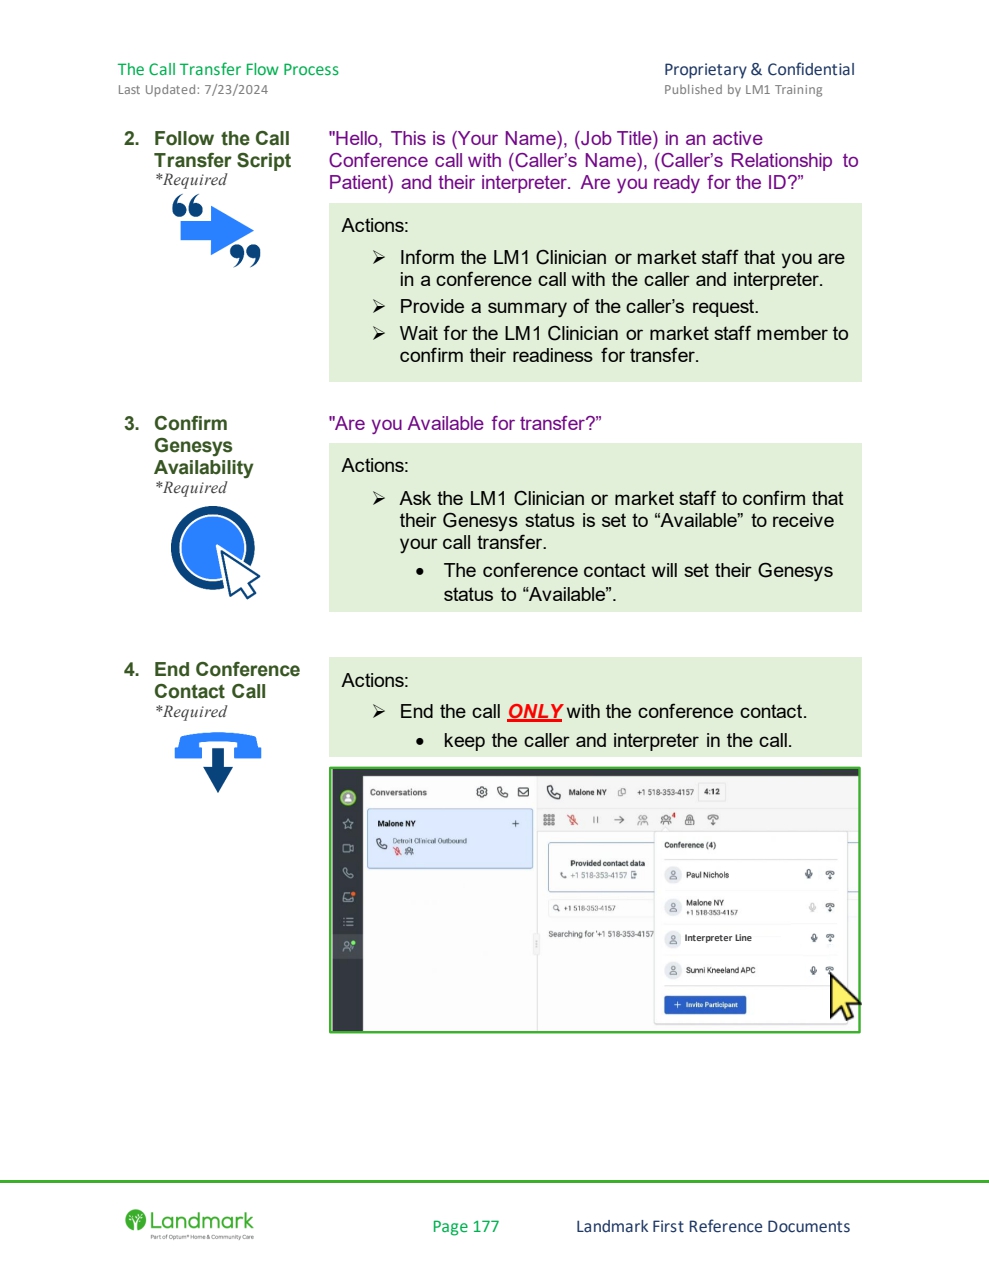 The Call Transfer Flow Process
Proprietary & Confidential
Last Updated: 7/23/2024
Published by LM1 Training
2. Follow the Call
Transfer Script
*Required
"Hello, This is (Your Name), (Job Title) in an active
Conference call with (Caller’s Name), (Caller’s Relationship to
Patient) and their interpreter. Are you ready for the ID?”
Actions:
➢ Inform the LM1 Clinician or market staff that you are
in a conference call with the caller and interpreter.
➢ Provide a summary of the caller’s request.
➢ Wait for the LM1 Clinician or market staff member to
confirm their readiness for transfer.
3. Confirm
Genesys
Availability
*Required
"Are you Available for transfer?”
Actions:
➢ Ask the LM1 Clinician or market staff to confirm that
their Genesys status is set to “Available” to receive
your call transfer.
• The conference contact will set their Genesys
status to “Available”.
4. End Conference
Contact Call
*Required
Actions:
➢ End the call ONLY with the conference contact.
• keep the caller and interpreter in the call.
Conversations
Malone NY
+1 518-353-4157
4:12
Malone NY
Detroit Clinical Outbound
4
Provided contact data
+1 518-353-4157
+1 518-353-4157
Searching for '+1 518-353-4157
Conference (4)
Paul Nichols
Malone NY
+1 518-353-4157
Interpreter Line
Sunni Kneeland APC
+ Invite Participant
Landmark
Part of Optum® Home & Community Care
Page 177
Landmark First Reference Documents